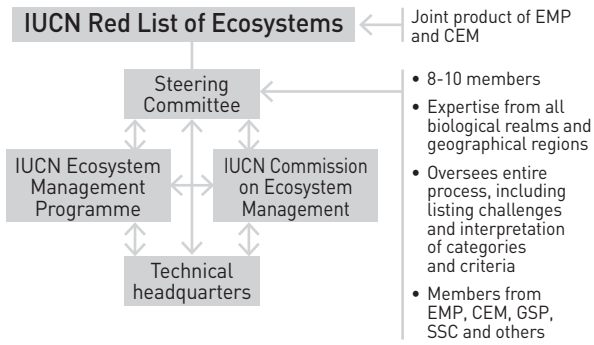 IUCN Red List of Ecosystems
Joint product of EMP
and CEM
Steering
Committee
• 8-10 members
• Expertise from all
biological realms and
geographical regions
• Oversees entire
process, including
listing challenges
and interpretation
of categories
and criteria
• Members from
EMP, CEM, GSP,
SSC and others
IUCN Ecosystem
Management
Programme
IUCN Commission
on Ecosystem
Management
Technical
headquarters